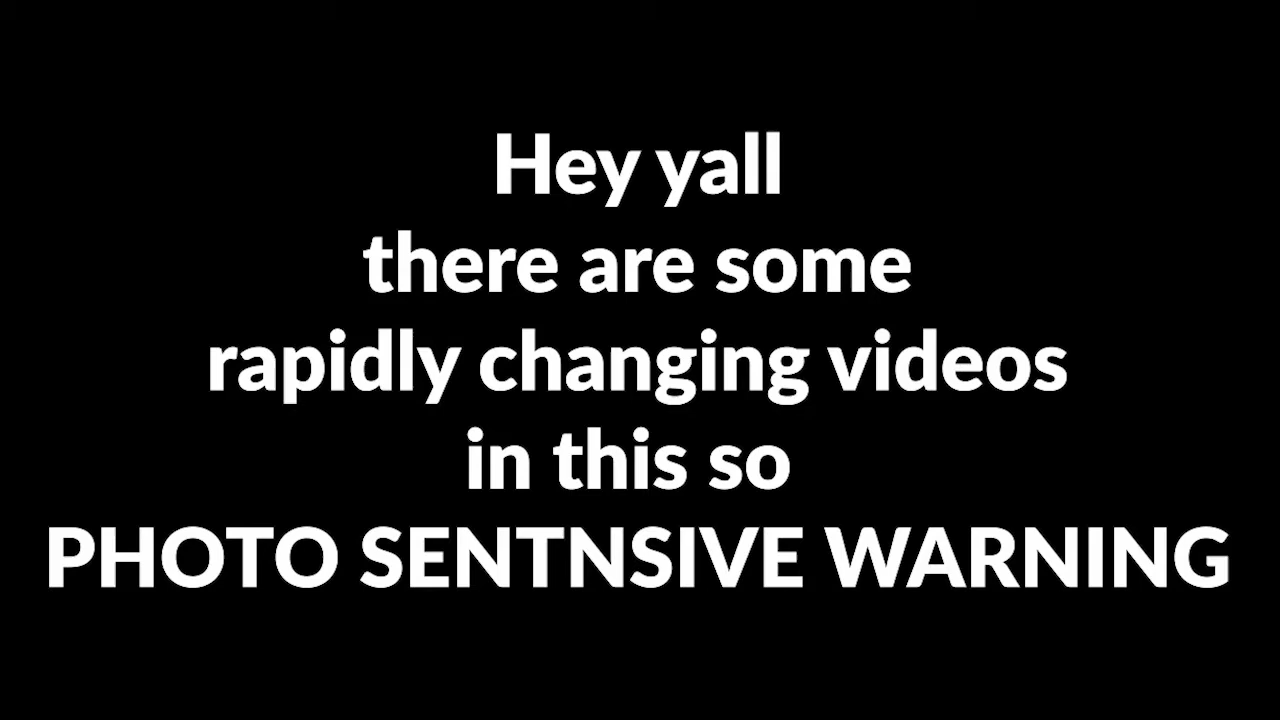 Hey yall
there are some
rapidly changing videos
in this so
PHOTO SENTNSIVE WARNING